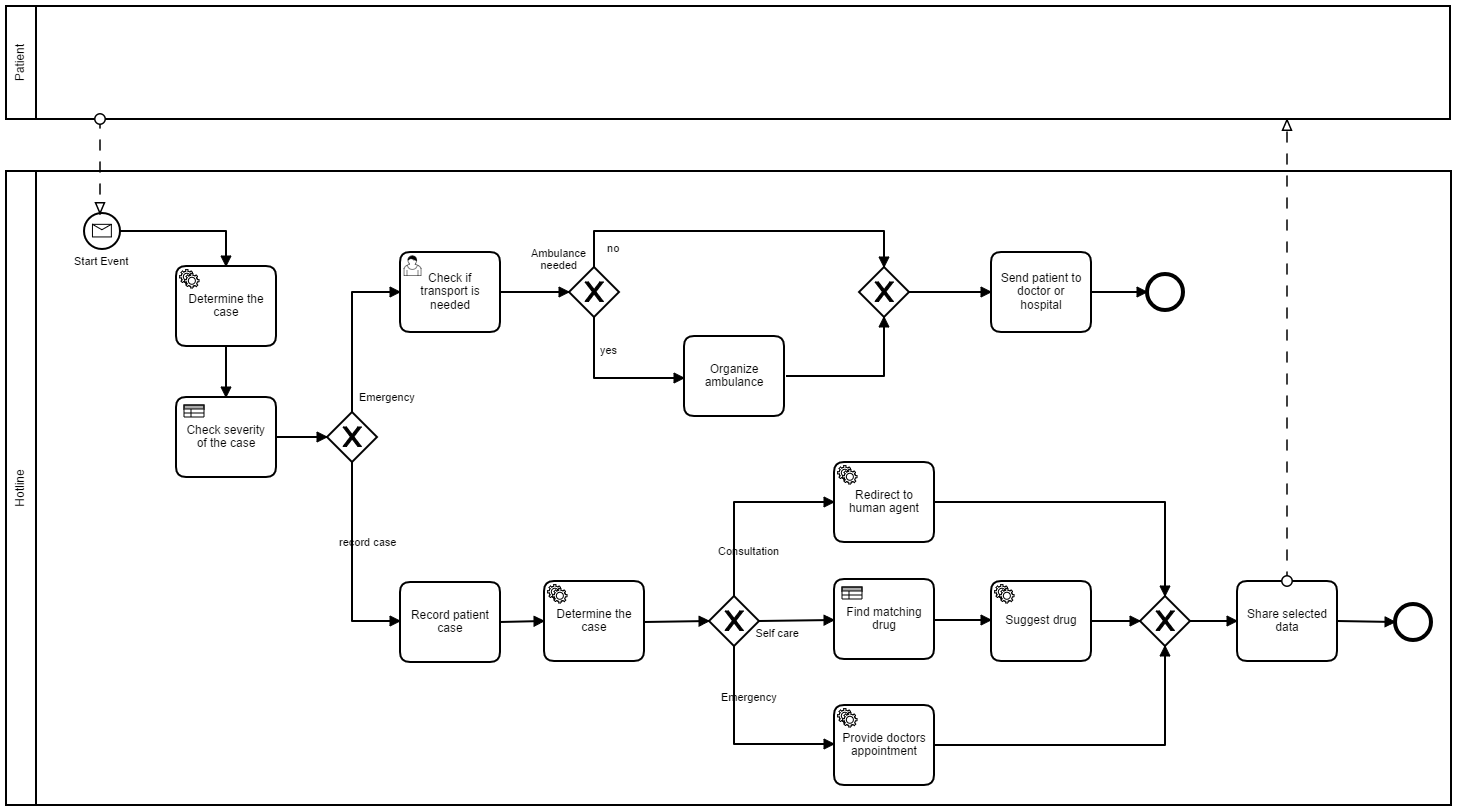 Patient
Hotline
Start Event
Determine the
case
Check severity
of the case
Emergency
record case
Check if
transport is
needed
Ambulance
needed
no
yes
Organize
ambulance
Send patient to
doctor or
hospital
Record patient
case
Determine the
case
Consultation
Self care
Emergency
Redirect to
human agent
Find matching
drug
Suggest drug
Provide doctors
appointment
Share selected
data